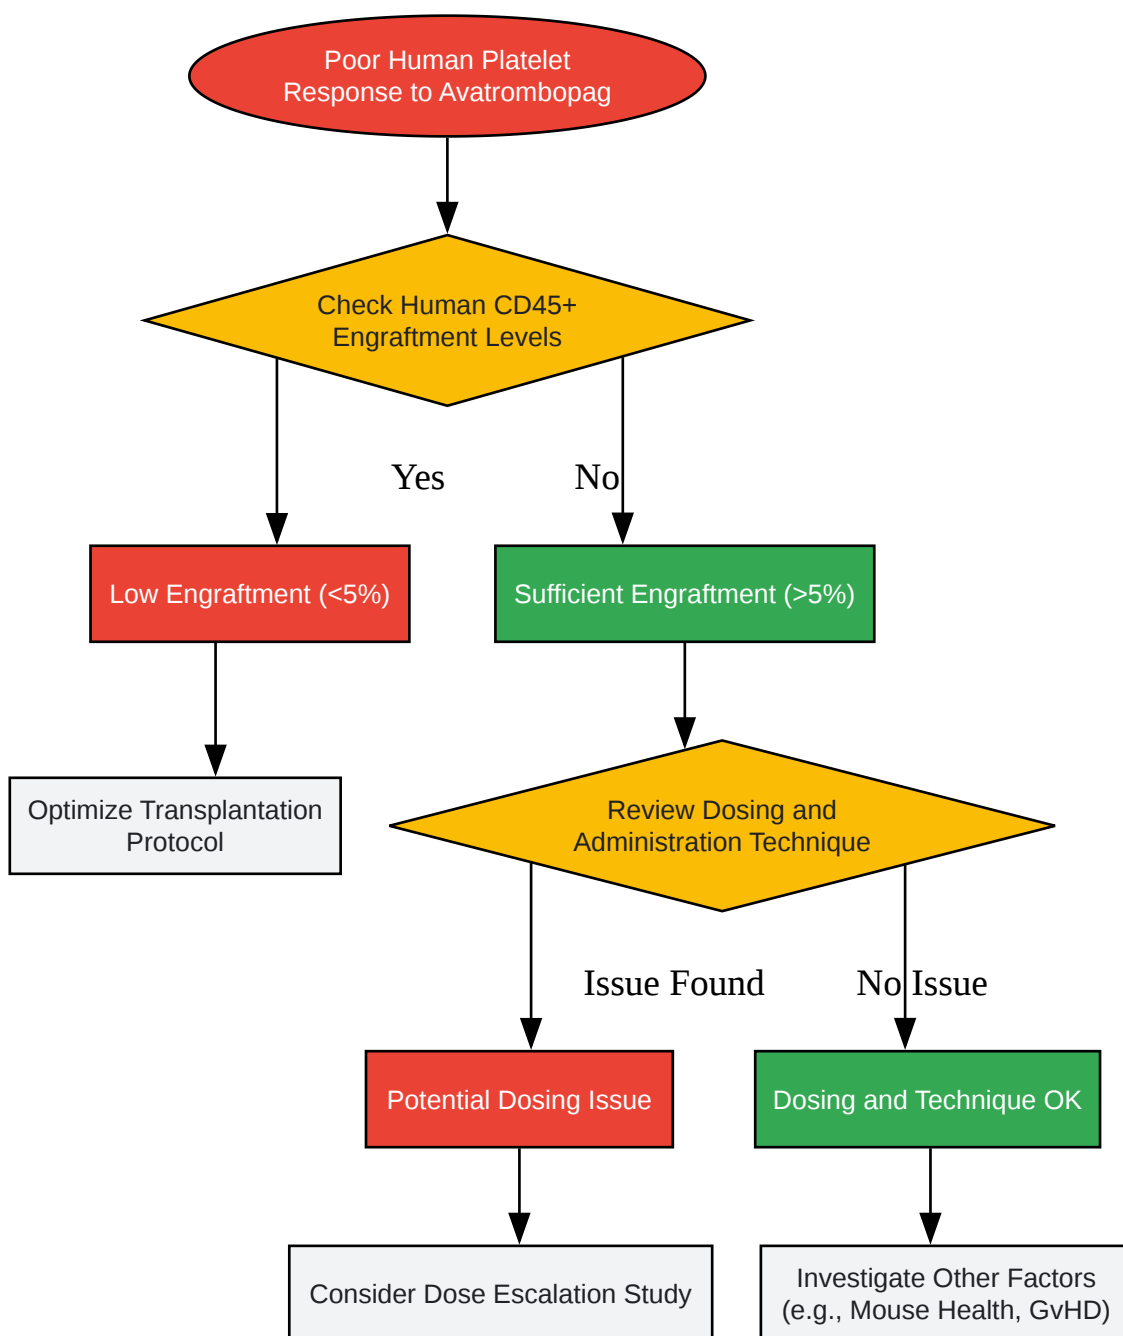 Poor Human Platelet
Response to Avatrombopag
Check Human CD45+
Engraftment Levels
Yes
No
Low Engraftment (<5%)
Sufficient Engraftment (>5%)
Optimize Transplantation
Protocol
Review Dosing and
Administration Technique
Issue Found
No Issue
Potential Dosing Issue
Dosing and Technique OK
Consider Dose Escalation Study
Investigate Other Factors
(e.g., Mouse Health, GvHD)